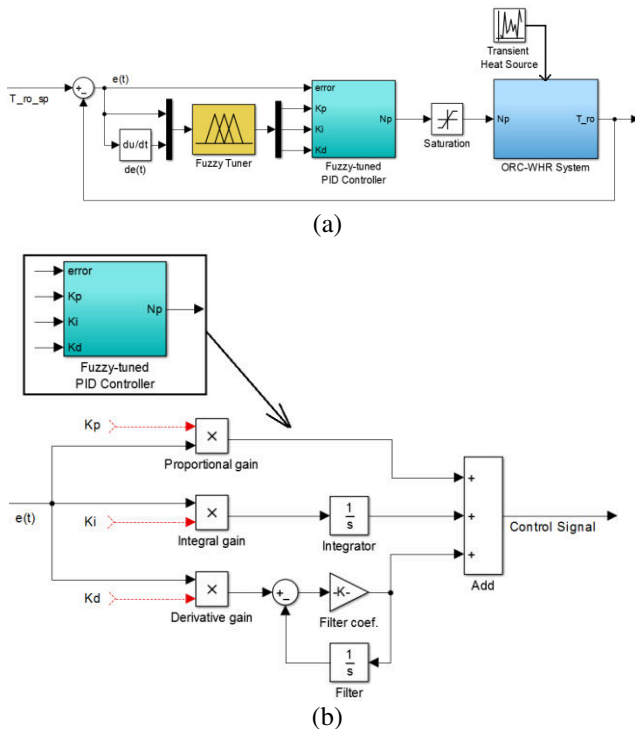 Transient
Heat Source
T_ro_sp
+
-
e(t)
du/dt
de(t)
Fuzzy Tuner
error
Kp
Ki
Kd
Np
Fuzzy-tuned
PID Controller
Saturation
Np
T_ro
ORC-WHR System
(a)
error
Kp
Ki
Kd
Np
Fuzzy-tuned
PID Controller
Kp
×
Proportional gain
e(t)
Ki
×
Integral gain
1
s
Integrator
Kd
×
Derivative gain
+
-
-K-
Filter coef.
1
s
Filter
+
+
+
Add
Control Signal
(b)